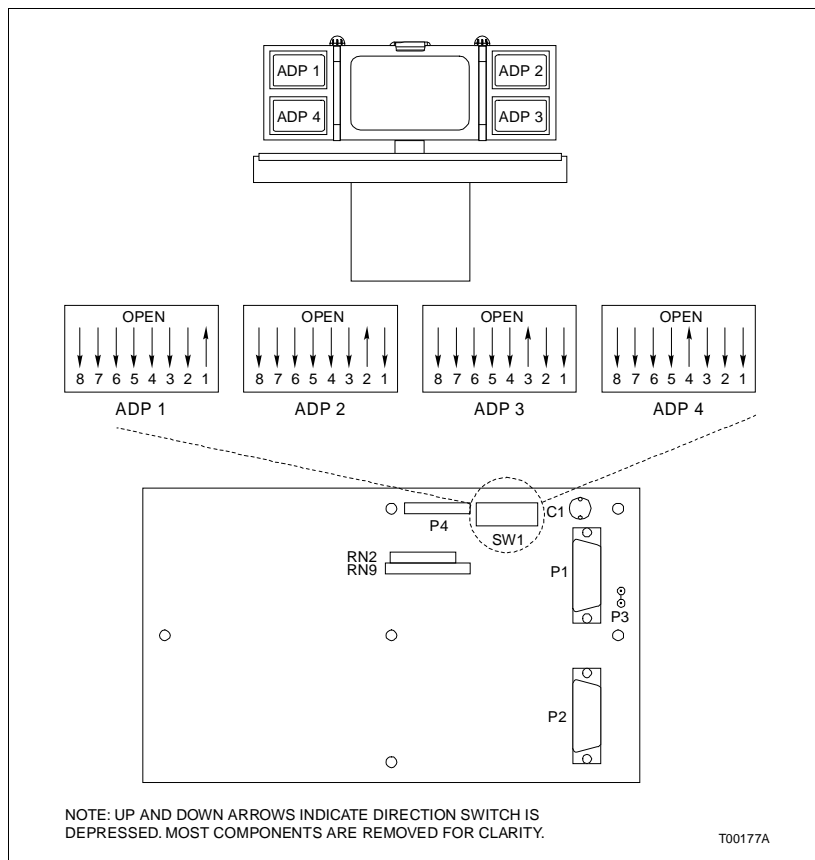 ADP 1 ADP 2
ADP 4 ADP 3
OPEN OPEN OPEN OPEN
8 7 6 5 4 3 2 1 8 7 6 5 4 3 2 1 8 7 6 5 4 3 2 1 8 7 6 5 4 3 2 1
ADP 1 ADP 2 ADP 3 ADP 4
P4 SW1 C1
RN2
RN9
P1
P3
P2
NOTE: UP AND DOWN ARROWS INDICATE DIRECTION SWITCH IS
DEPRESSED. MOST COMPONENTS ARE REMOVED FOR CLARITY.
T00177A